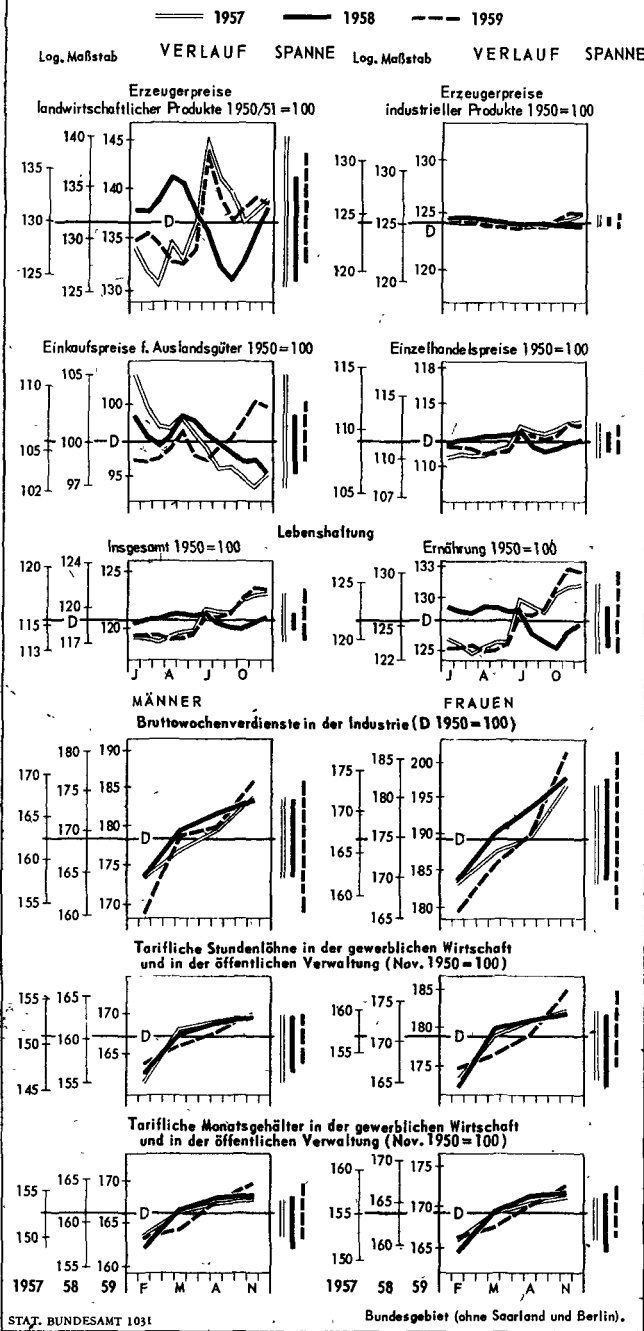 1957 1958 1959
Log. Maßstab VERLAUF SPANNE Log. Maßstab VERLAUF SPANNE
Erzeugerpreise
landwirtschaftlicher Produkte 1950/51=100
140 145
135 135 140
130 D
130 135
125 125 130
Erzeugerpreise
industrieller Produkte 1950=100
130 130 130
125 125 125
D
120 120 120
Einkaufspreise f. Auslandsgüter 1950=100
110 105 100
105 100 D
102 97 95
Einzelhandelspreise 1950=100
115 115 118
115
110 110 D
110
105 107
Lebenshaltung
Insgesamt 1950=100
120 124 125
120
115 D 120
113 117
J A J O
Ernährung 1950=100
125 130 133
130
120 125 D
122 125
J A J O
MÄNNER FRAUEN
Bruttowochenverdienste in der Industrie (D 1950=100)
170 180 190
165 175 185
160 170 180
D
165 175
155 160 170
175 185 200
170 180 195
165 175 190
D
160 170 185
165 180
Tarifliche Stundenlöhne in der gewerblichen Wirtschaft
und in der öffentlichen Verwaltung (Nov. 1950=100)
155 165 170
150 160 D
145 155 165
160 175 185
155 170 180
D
165 175
Tarifliche Monatsgehälter in der gewerblichen Wirtschaft
und in der öffentlichen Verwaltung (Nov. 1950=100)
155 165 170
150 160 D
155 165
160
160 170 175
155 165 170
D
150 160 165
1957 58 59 F M A N 1957 58 59 F M A N
STAT. BUNDESAMT 1031 Bundesgebiet (ohne Saarland und Berlin).